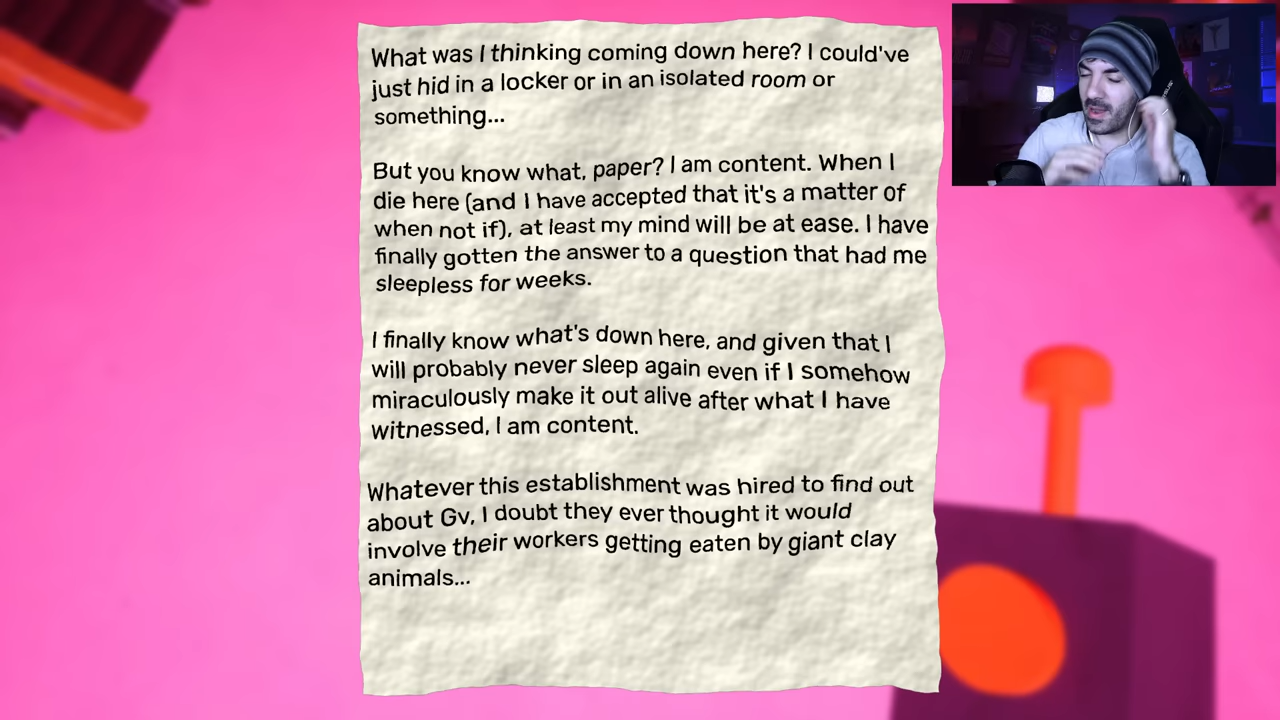 What was I thinking coming down here? I could've
just hid in a locker or in an isolated room or
something...
But you know what, paper? I am content. When I
die here (and I have accepted that it's a matter of
when not if), at least my mind will be at ease. I have
finally gotten the answer to a question that had me
sleepless for weeks.
I finally know what's down here, and given that I
will probably never sleep again even if I somehow
miraculously make it out alive after what I have
witnessed, I am content.
Whatever this establishment was hired to find out
about Gv, I doubt they ever thought it would
involve their workers getting eaten by giant clay
animals...